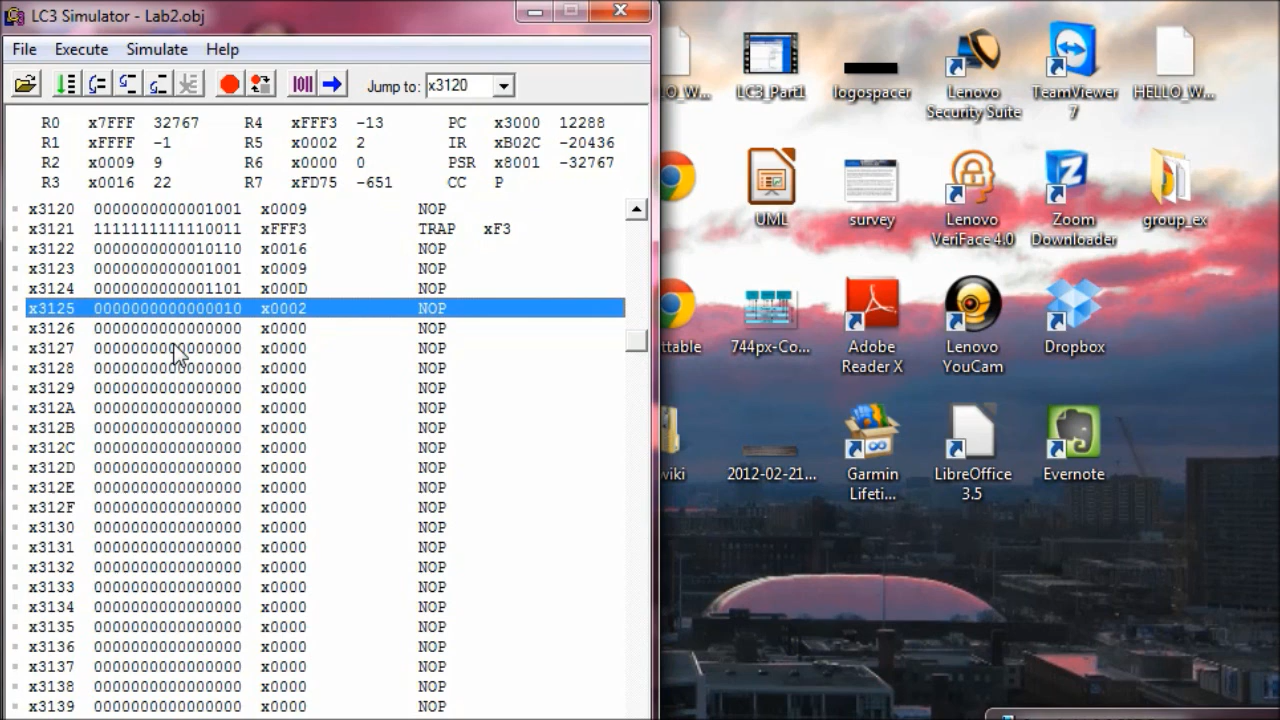 LC3 Simulator - Lab2.obj
File Execute Simulate Help
Jump to: x3120
R0 x7FFF 32767 R4 xFFF3 -13 PC x3000 12288
R1 xFFFF -1 R5 x0002 2 IR xB02C -20436
R2 x0009 9 R6 x0000 0 PSR x8001 -32767
R3 x0016 22 R7 xFD75 -651 CC P
x3120 0000000000001001 x0009 NOP
x3121 1111111111110011 xFFF3 TRAP xF3
x3122 0000000000010110 x0016 NOP
x3123 0000000000001001 x0009 NOP
x3124 0000000000001101 x000D NOP
x3125 0000000000000010 x0002 NOP
x3126 0000000000000000 x0000 NOP
x3127 0000000000000000 x0000 NOP
x3128 0000000000000000 x0000 NOP
x3129 0000000000000000 x0000 NOP
x312A 0000000000000000 x0000 NOP
x312B 0000000000000000 x0000 NOP
x312C 0000000000000000 x0000 NOP
x312D 0000000000000000 x0000 NOP
x312E 0000000000000000 x0000 NOP
x312F 0000000000000000 x0000 NOP
x3130 0000000000000000 x0000 NOP
x3131 0000000000000000 x0000 NOP
x3132 0000000000000000 x0000 NOP
x3133 0000000000000000 x0000 NOP
x3134 0000000000000000 x0000 NOP
x3135 0000000000000000 x0000 NOP
x3136 0000000000000000 x0000 NOP
x3137 0000000000000000 x0000 NOP
x3138 0000000000000000 x0000 NOP
x3139 0000000000000000 x0000 NOP
LO_W...
LC3_Part1
logospacer
Lenovo
Security Suite
TeamViewer
7
HELLO_W...
UML
survey
Lenovo
VeriFace 4.0
Zoom
Downloader
group_ex
ttable
744px-Co...
Adobe
Reader X
Lenovo
YouCam
Dropbox
wiki
2012-02-21...
Garmin
Lifeti...
LibreOffice
3.5
Evernote